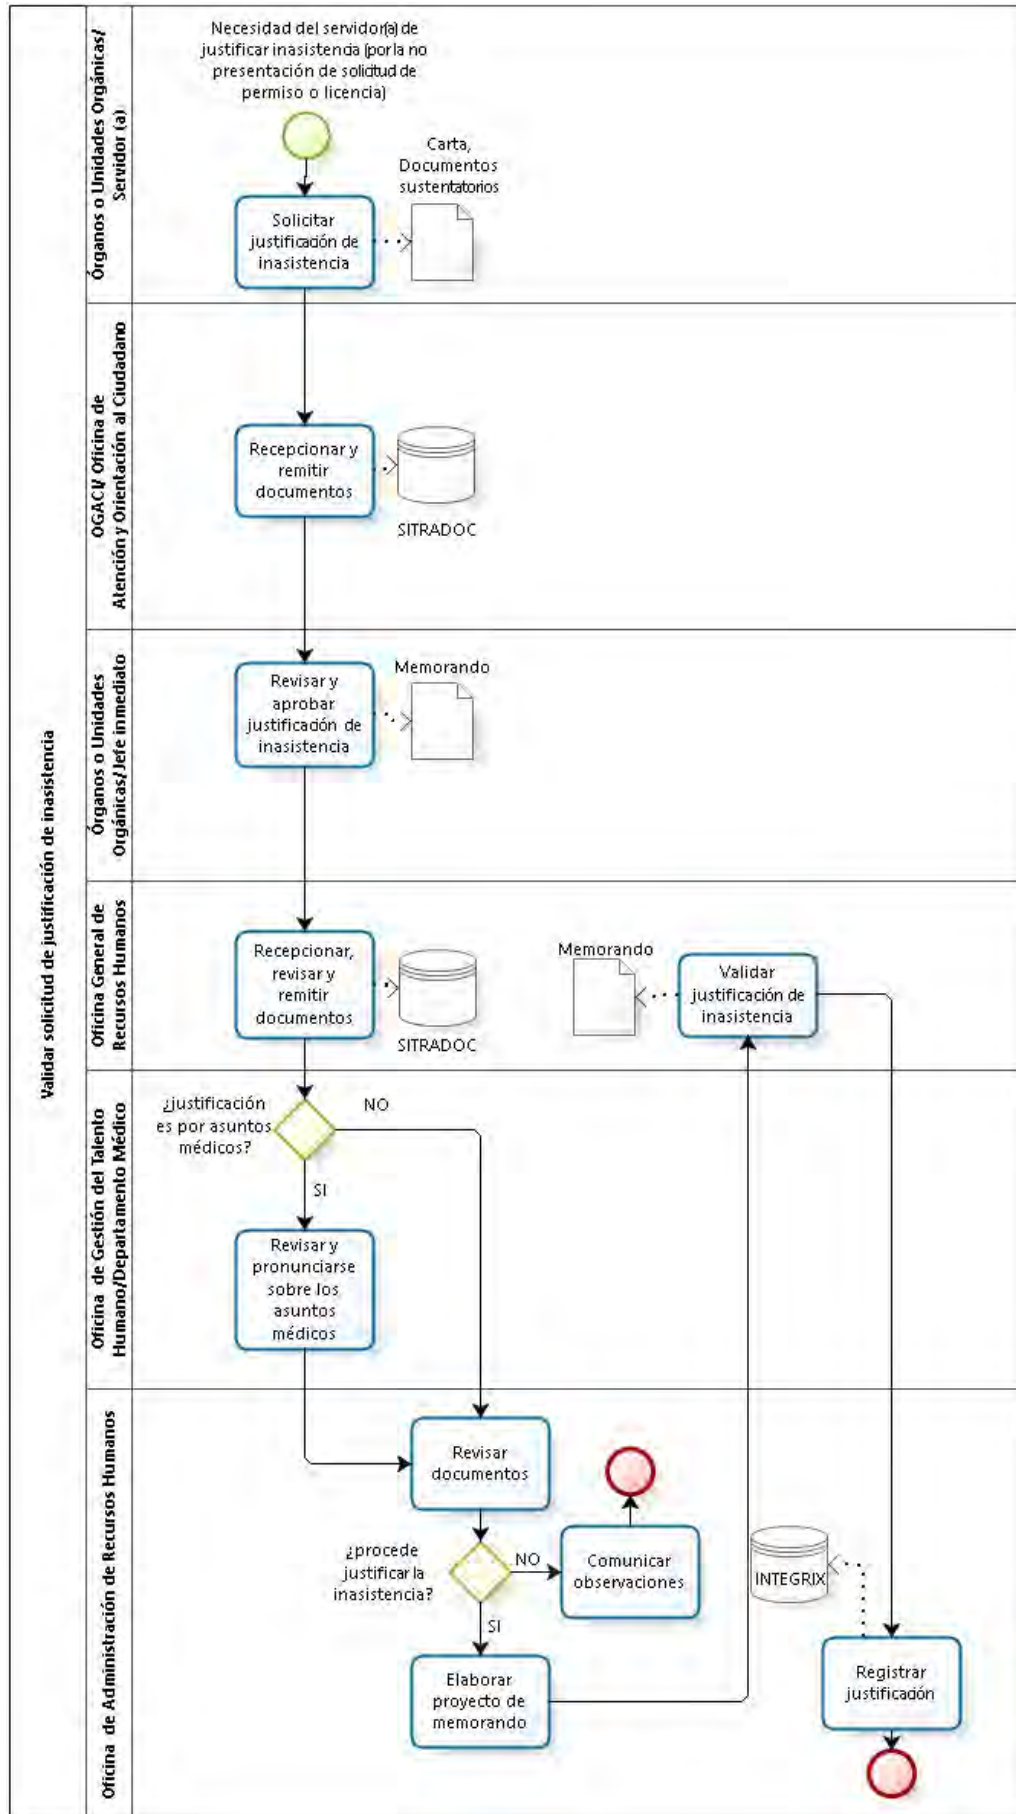 Validar solicitud de justificación de inasistencia
Órganos o Unidades Orgánicas/
Servidor (a)
Necesidad del servidor(a) de
justificar inasistencia (por la no
presentación de solicitud de
permiso o licencia)
Carta,
Documentos
sustentatorios
Solicitar
justificación de
inasistencia
OGACI/ Oficina de
Atención y Orientación al Ciudadano
Recepcionar y
remitir
documentos
SITRADOC
Órganos o Unidades
Orgánicas/Jefe inmediato
Revisar y
aprobar
justificación de
inasistencia
Memorando
Oficina General de
Recursos Humanos
Recepcionar,
revisar y
remitir
documentos
SITRADOC
Memorando
Validar
justificación de
inasistencia
Oficina de Gestión del Talento
Humano/Departamento Médico
¿justificación
es por asuntos
médicos?
NO
SI
Revisar y
pronunciarse
sobre los
asuntos
médicos
Oficina de Administración de Recursos Humanos
Revisar
documentos
¿procede
justificar la
inasistencia?
NO
Comunicar
observaciones
SI
Elaborar
proyecto de
memorando
INTEGRIX
Registrar
justificación